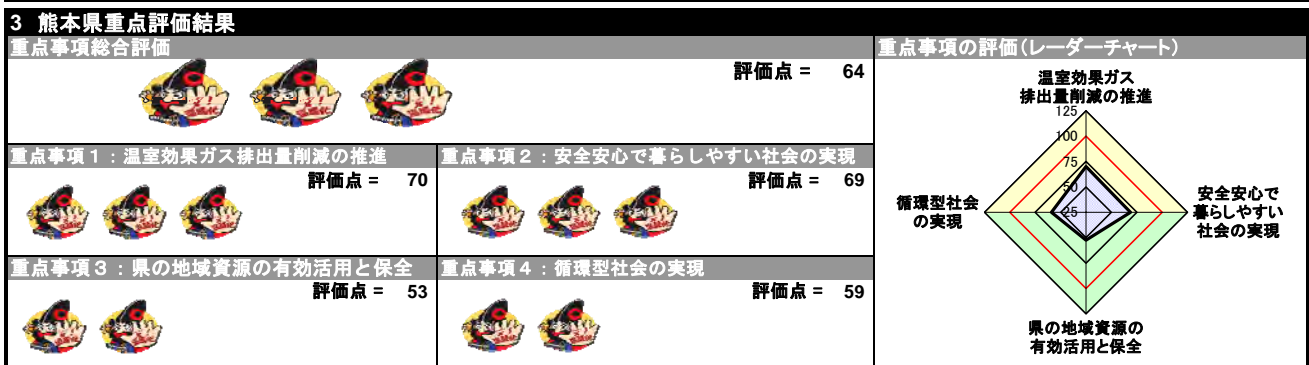 3 熊本県重点評価結果
重点事項総合評価
評価点 = 64
重点事項1:温室効果ガス排出量削減の推進
評価点 = 70
重点事項2:安全安心で暮らしやすい社会の実現
評価点 = 69
重点事項3:県の地域資源の有効活用と保全
評価点 = 53
重点事項4:循環型社会の実現
評価点 = 59
重点事項の評価(レーダーチャート)
温室効果ガス
排出量削減の推進
125
100
75
50
25
循環型社会
の実現
安全安心で
暮らしやすい
社会の実現
県の地域資源の
有効活用と保全